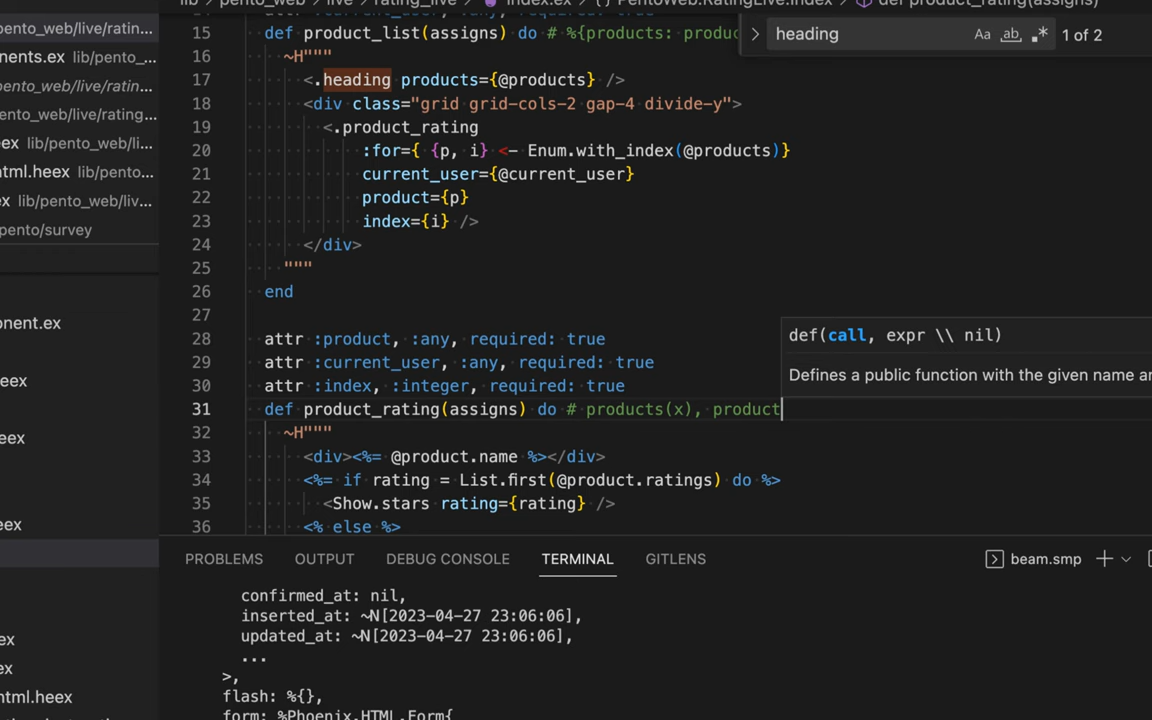 lib > pento_web > live > rating_live > index.ex > {} PentoWeb.RatingLive.Index > def product_rating(assigns)
pento_web/live/ratin...
nents.ex lib/pento_...
pento_web/live/ratin...
ento_web/live/rating...
eex lib/pento_web/li...
html.heex lib/pento...
ex lib/pento_web/liv...
pento/survey
onent.ex
heex
heex
eex
ex
ex
html.heex
heading
Aa ab .* 1 of 2
15 def product_list(assigns) do # %{products: produc
16 ~H"""
17 <.heading products={@products} />
18 <div class="grid grid-cols-2 gap-4 divide-y">
19 <.product_rating
20 :for={ {p, i} <- Enum.with_index(@products)}
21 current_user={@current_user}
22 product={p}
23 index={i} />
24 </div>
25 """
26 end
27
28 attr :product, :any, required: true
29 attr :current_user, :any, required: true
30 attr :index, :integer, required: true
31 def product_rating(assigns) do # products(x), product
32 ~H"""
33 <div><%= @product.name %></div>
34 <%= if rating = List.first(@product.ratings) do %>
35 <Show.stars rating={rating} />
36 <% else %>
def(call, expr \\ nil)
Defines a public function with the given name an
PROBLEMS OUTPUT DEBUG CONSOLE TERMINAL GITLENS
beam.smp
confirmed_at: nil,
inserted_at: ~N[2023-04-27 23:06:06],
updated_at: ~N[2023-04-27 23:06:06],
...
>,
flash: %{},
form: %Phoenix.HTML.Form{